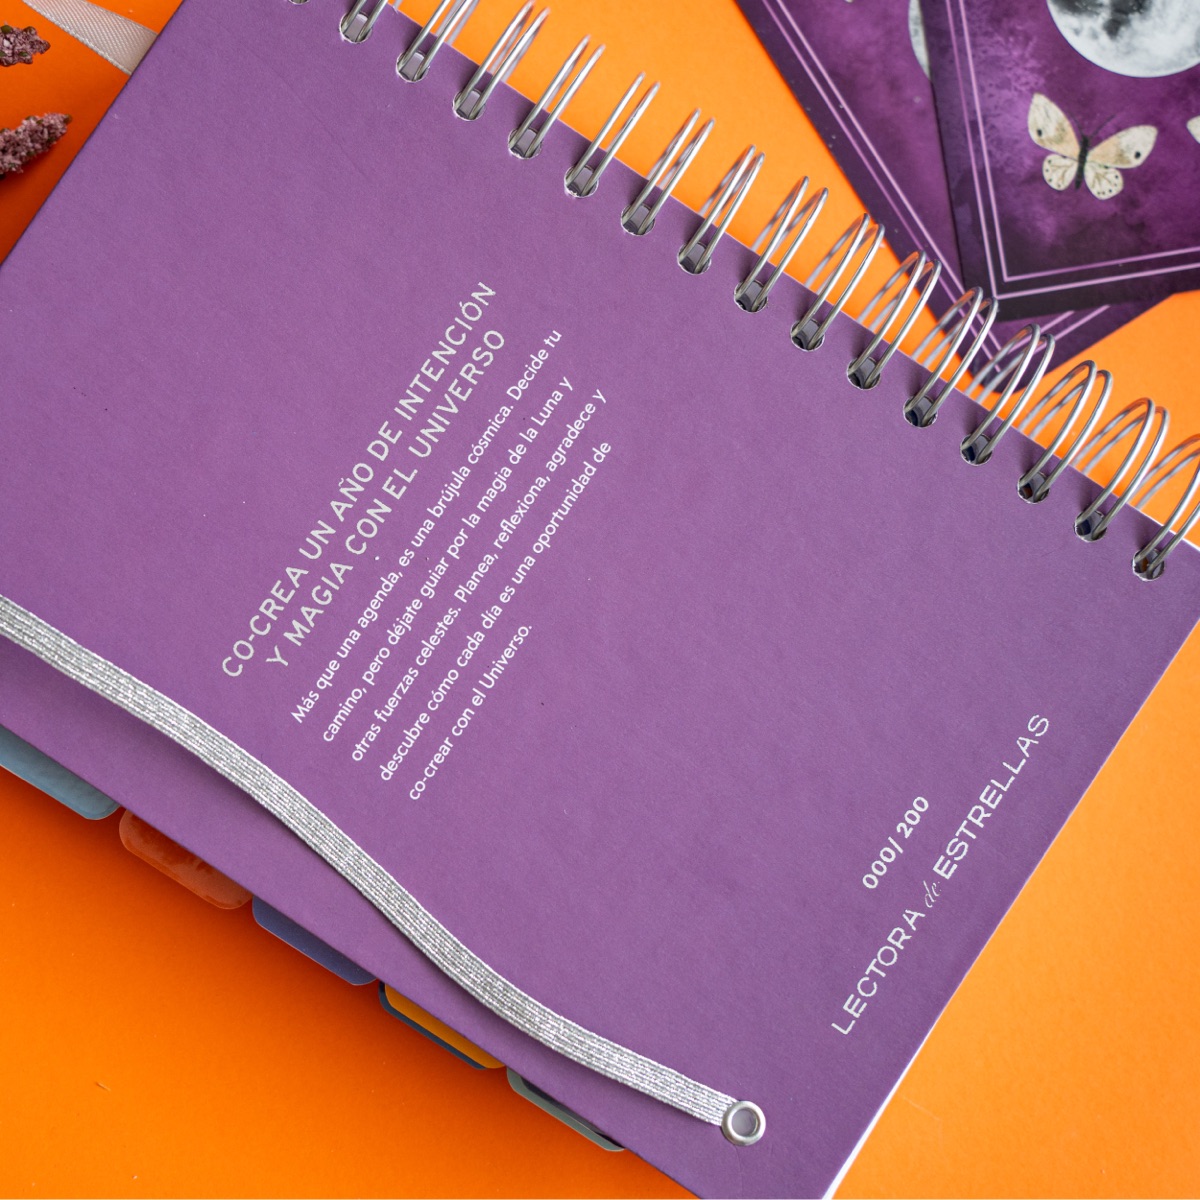 CO-CREA UN AÑO DE INTENCIÓN
Y MAGIA CON EL UNIVERSO
Más que una agenda, es una brújula cósmica. Decide tu
camino, pero déjate guiar por la magia de la Luna y
otras fuerzas celestes. Planea, reflexiona, agradece y
descubre cómo cada día es una oportunidad de
co-crear con el Universo.
000/ 200
LECTORA de ESTRELLAS